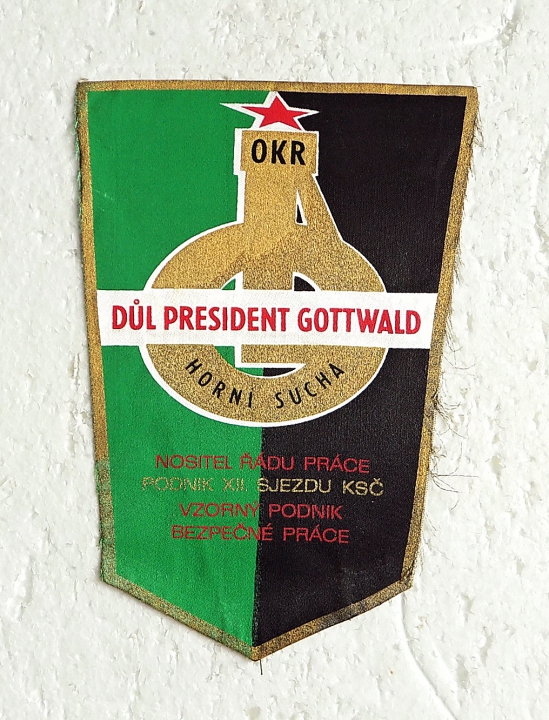 OKR
DŮL PRESIDENT GOTTWALD
HORNÍ SUCHÁ
NOSITEL ŘÁDU PRÁCE
PODNIK XII. SJEZDU KSČ
VZORNÝ PODNIK
BEZPEČNÉ PRÁCE